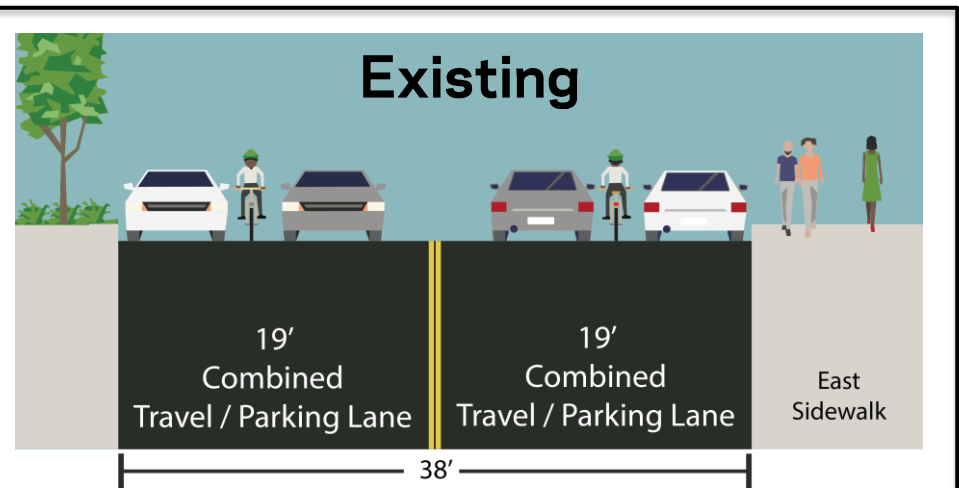 Existing
19’
Combined
Travel / Parking Lane
19’
Combined
Travel / Parking Lane
East
Sidewalk
38’